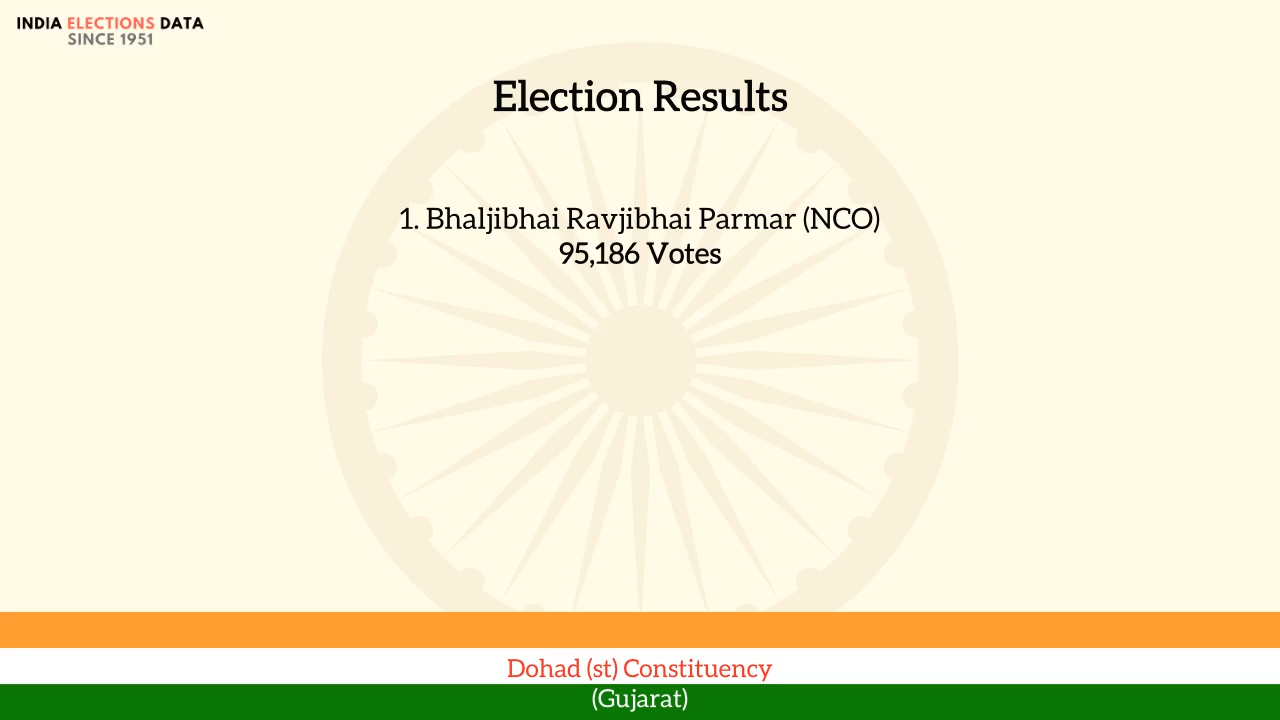 INDIA ELECTIONS DATA
SINCE 1951
Election Results
1. Bhaljibhai Ravjibhai Parmar (NCO)
95,186 Votes
Dohad (st) Constituency
(Gujarat)